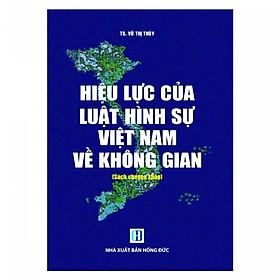 TS. VŨ THỊ THÚY
HIỆU LỰC CỦA
LUẬT HÌNH SỰ
VIỆT NAM
VỀ KHÔNG GIAN
(Sách chuyên khảo)
NHÀ XUẤT BẢN HỒNG ĐỨC